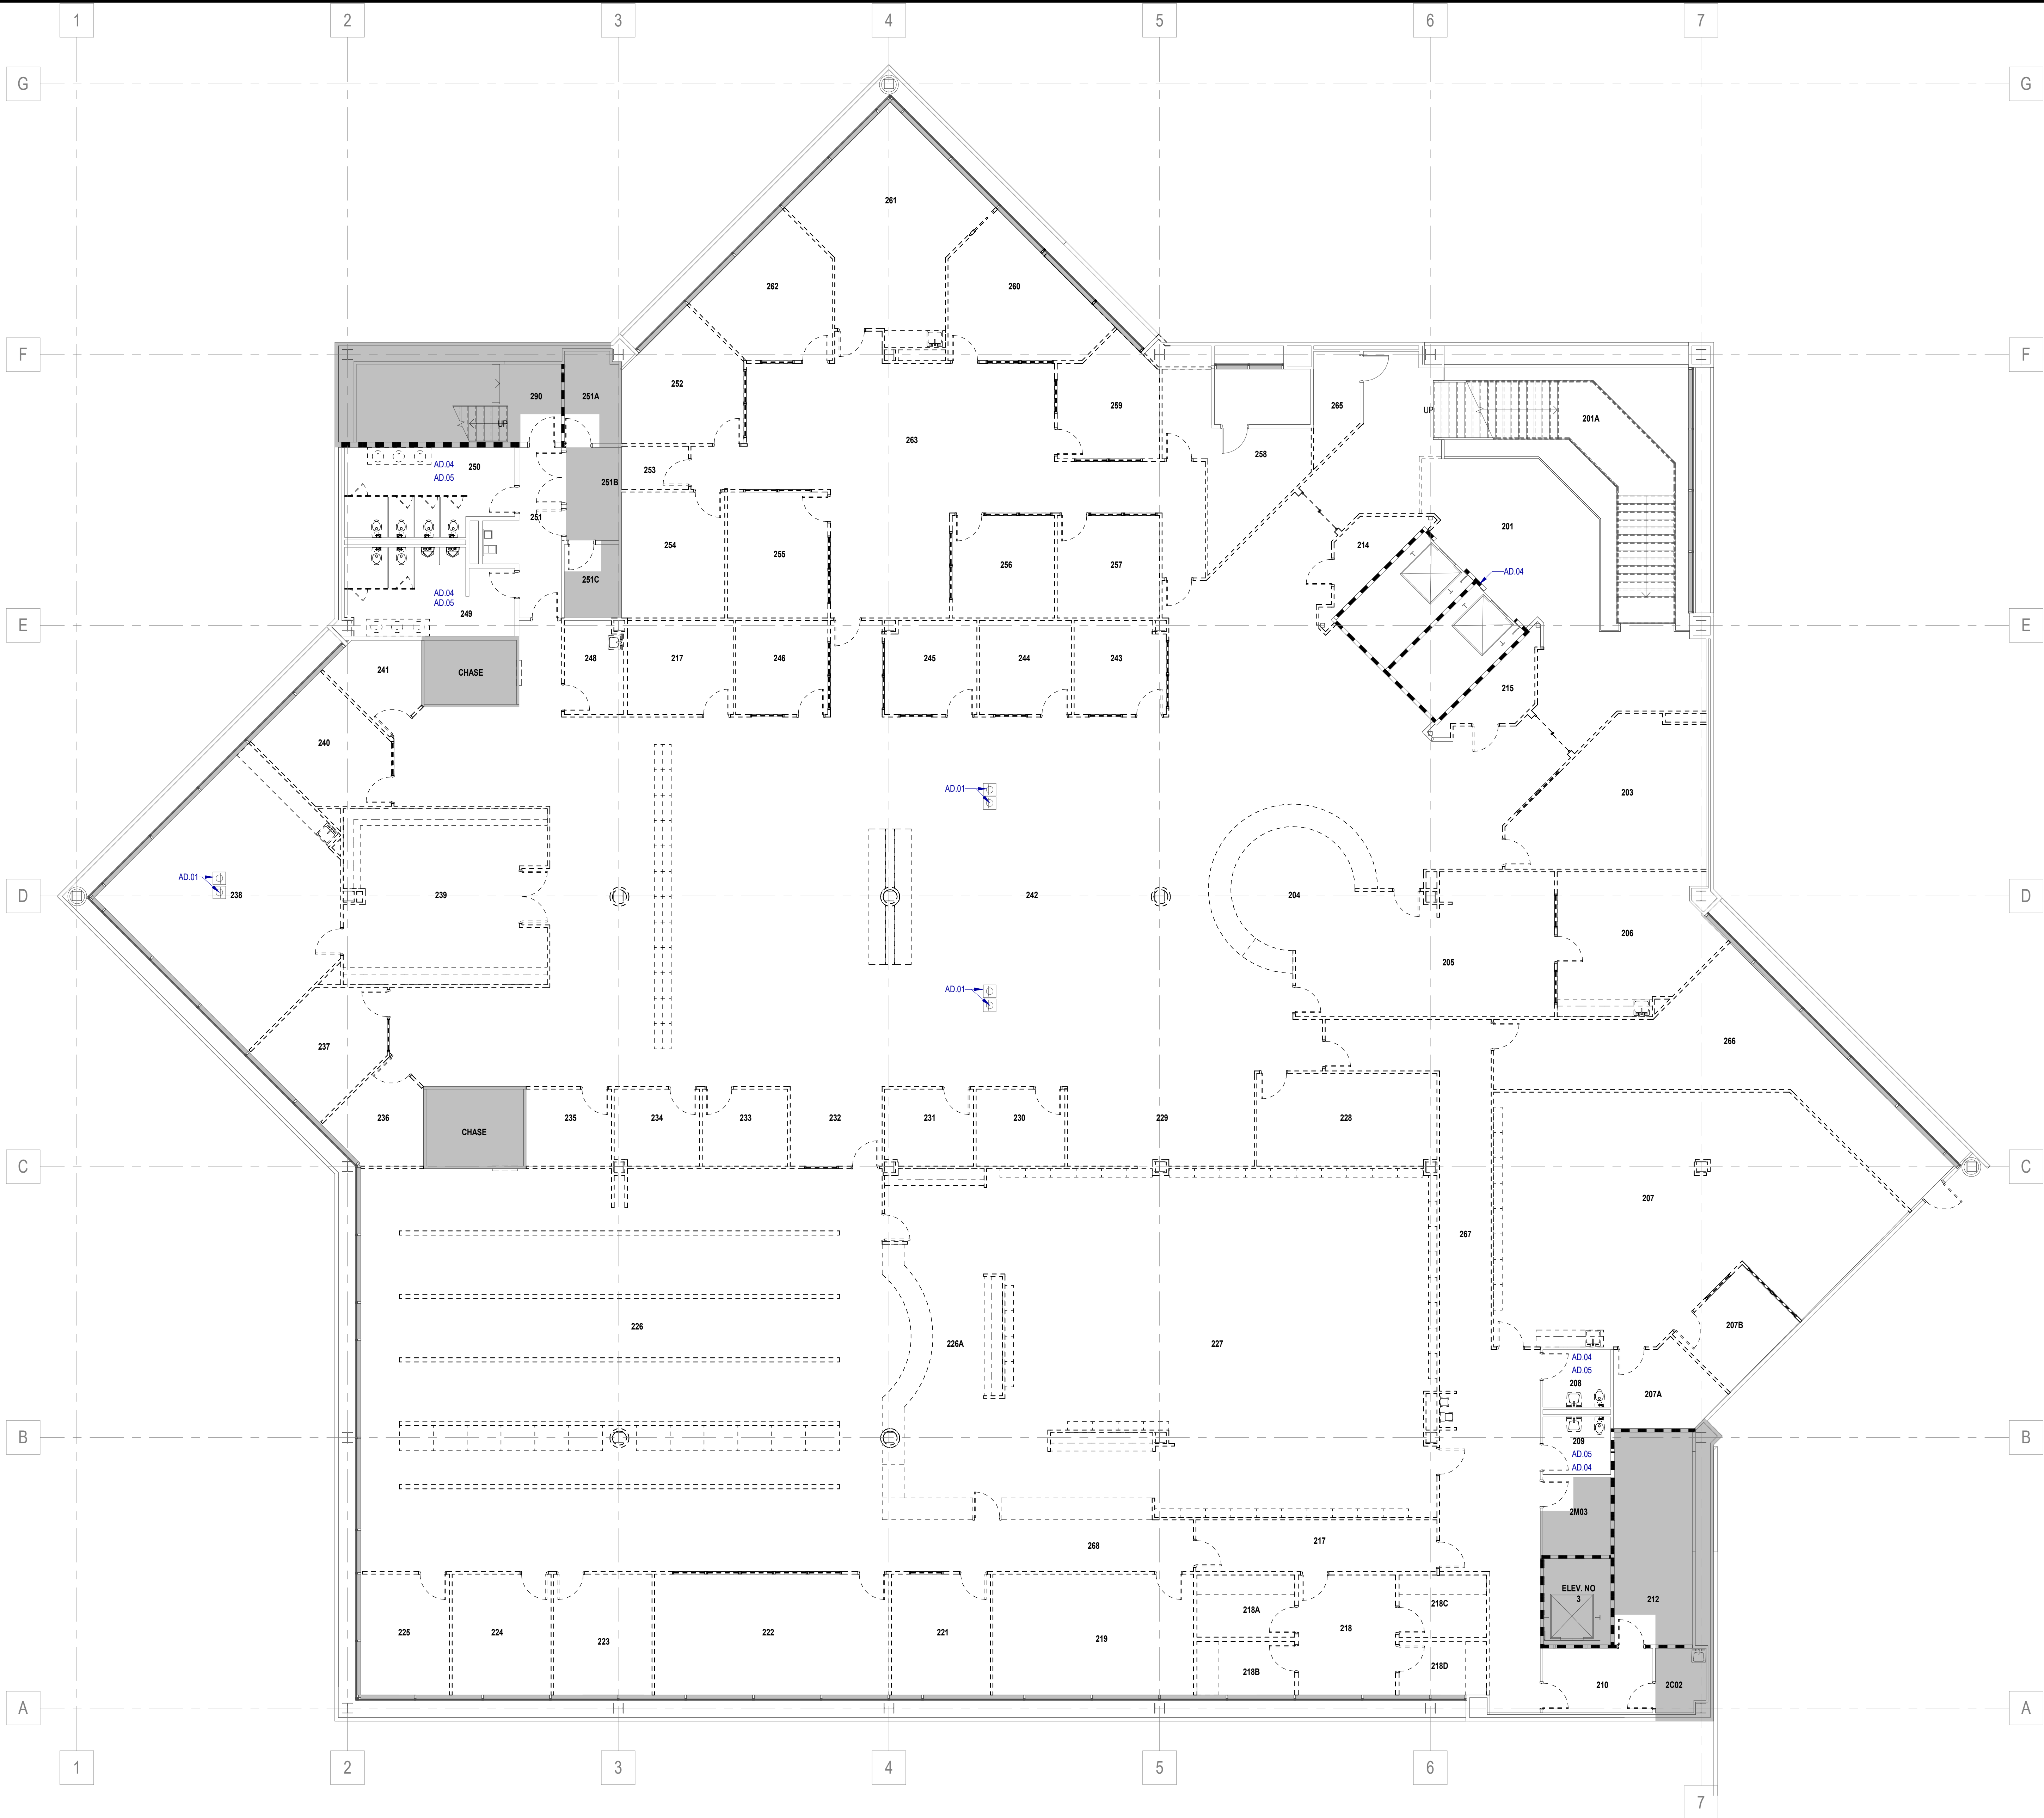 1 2 3 4 5 6 7
G G
261
262 260
F F
290 251A 252 259 265 201A
UP UP
263
258
250 AD.04
AD.05
253
251B
251 201
254 255 256 257 214
AD.04
251C
AD.04
AD.05
249
E E
241 CHASE 248 217 246 245 244 243
215
240
203
AD.01
AD.01
238 239 242 204
D D
206
205
AD.01
237 266
236 CHASE 235 234 233 232 231 230 229 228
C C
207
267
226 226A 227 207B
AD.04
AD.05
208
207A
B B
209
AD.05
AD.04
2M03
268 217
ELEV. NO
3
212
225 224 223 222 221 219 218A 218 218C
218B 218D
210 2C02
A A
1 2 3 4 5 6 7